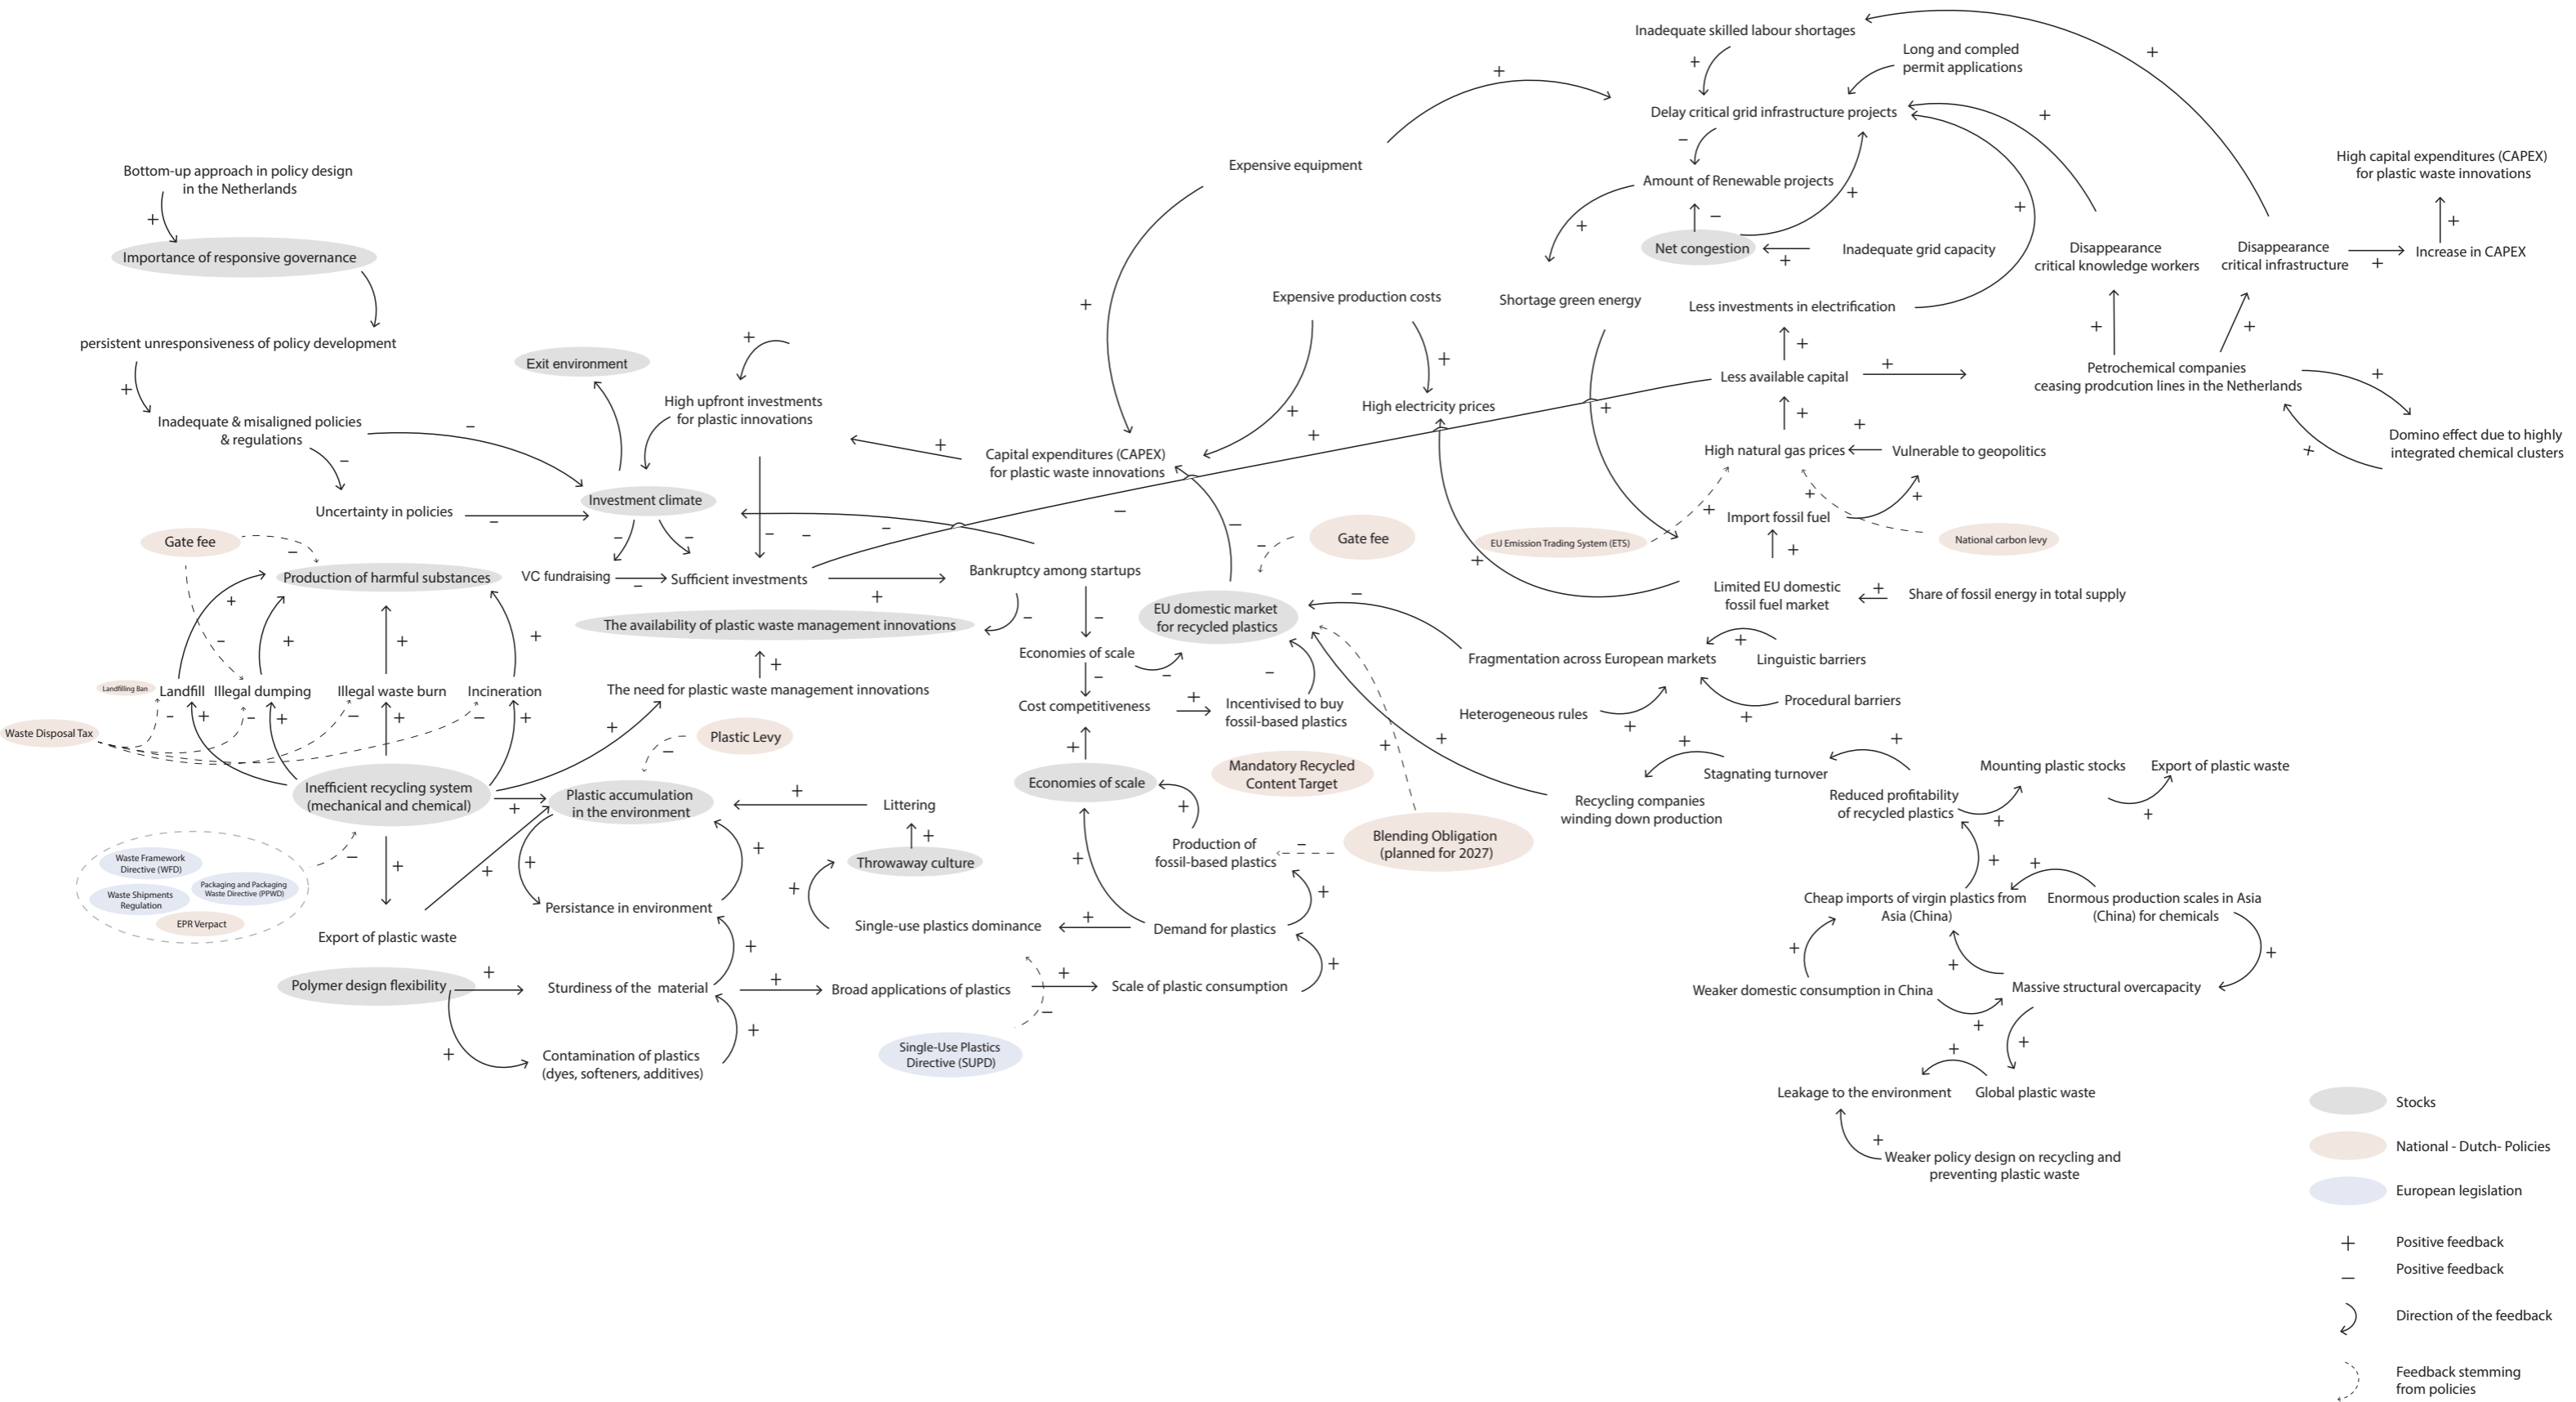 Inadequate skilled labour shortages
Long and compled
permit applications
Delay critical grid infrastructure projects
Expensive equipment
Amount of Renewable projects
High capital expenditures (CAPEX)
for plastic waste innovations
Bottom-up approach in policy design
in the Netherlands
Importance of responsive governance
Net congestion
Inadequate grid capacity
Disappearance
critical knowledge workers
Disappearance
critical infrastructure
Increase in CAPEX
Expensive production costs
Shortage green energy
Less investments in electrification
persistent unresponsiveness of policy development
Exit environment
Less available capital
Petrochemical companies
ceasing prodcution lines in the Netherlands
High upfront investments
for plastic innovations
High electricity prices
Inadequate & misaligned policies
& regulations
Capital expenditures (CAPEX)
for plastic waste innovations
High natural gas prices
Vulnerable to geopolitics
Domino effect due to highly
integrated chemical clusters
Investment climate
Uncertainty in policies
Import fossil fuel
Gate fee
Gate fee
EU Emission Trading System (ETS)
National carbon levy
Production of harmful substances
VC fundraising
Sufficient investments
Bankruptcy among startups
Limited EU domestic
fossil fuel market
Share of fossil energy in total supply
EU domestic market
for recycled plastics
The availability of plastic waste management innovations
Economies of scale
Fragmentation across European markets
Linguistic barriers
Landfilling Ban
Landfill
Illegal dumping
Illegal waste burn
Incineration
The need for plastic waste management innovations
Cost competitiveness
Incentivised to buy
fossil-based plastics
Heterogeneous rules
Procedural barriers
Waste Disposal Tax
Plastic Levy
Mandatory Recycled
Content Target
Stagnating turnover
Mounting plastic stocks
Export of plastic waste
Inefficient recycling system
(mechanical and chemical)
Plastic accumulation
in the environment
Littering
Economies of scale
Recycling companies
winding down production
Reduced profitability
of recycled plastics
Throwaway culture
Production of
fossil-based plastics
Blending Obligation
(planned for 2027)
Waste Framework
Directive (WFD)
Packaging and Packaging
Waste Directive (PPWD)
Waste Shipments
Regulation
EPR Verpact
Persistance in environment
Single-use plastics dominance
Demand for plastics
Cheap imports of virgin plastics from
Asia (China)
Enormous production scales in Asia
(China) for chemicals
Export of plastic waste
Polymer design flexibility
Sturdiness of the material
Broad applications of plastics
Scale of plastic consumption
Weaker domestic consumption in China
Massive structural overcapacity
Contamination of plastics
(dyes, softeners, additives)
Single-Use Plastics
Directive (SUPD)
Leakage to the environment
Global plastic waste
Weaker policy design on recycling and
preventing plastic waste
Stocks
National - Dutch- Policies
European legislation
+ Positive feedback
– Positive feedback
Direction of the feedback
Feedback stemming
from policies